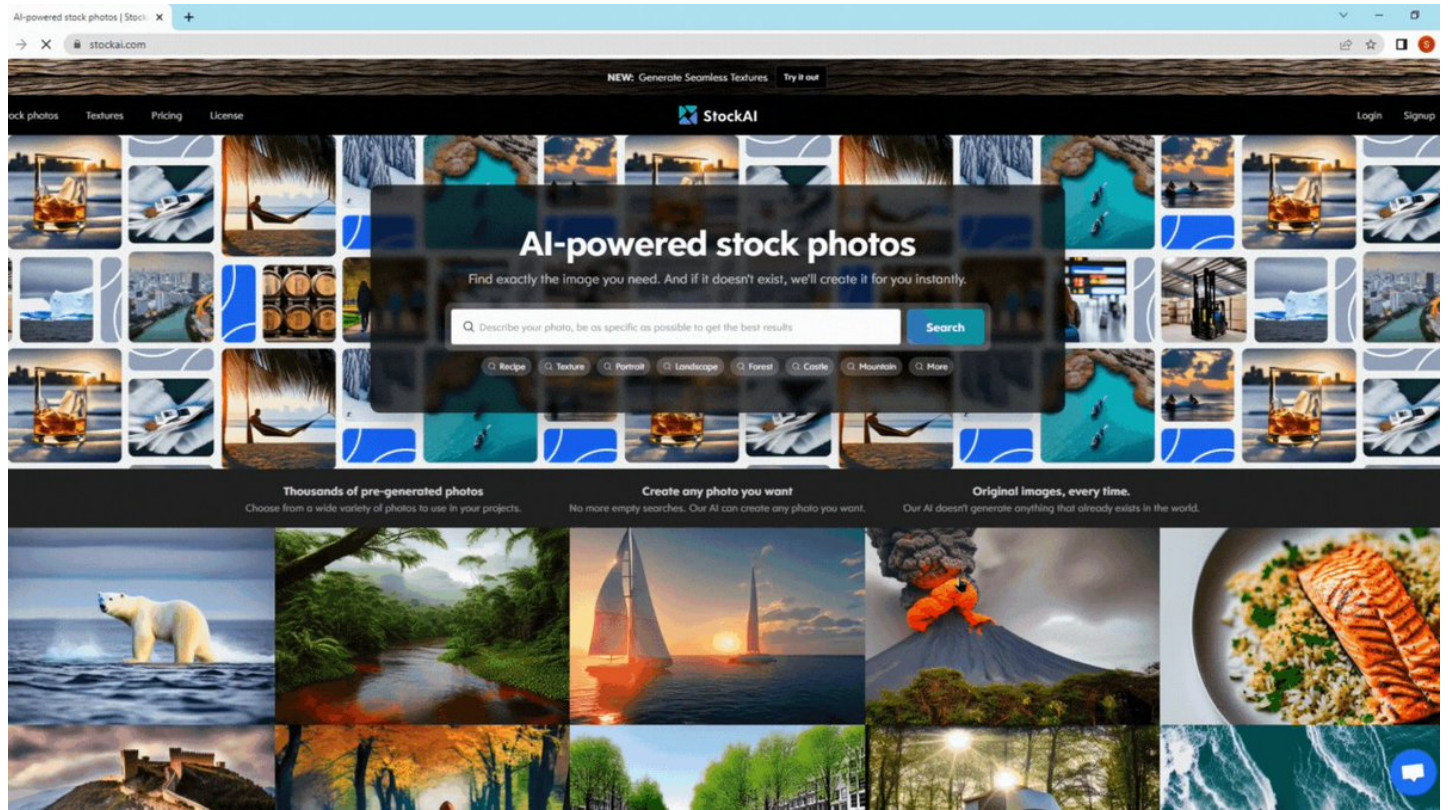 AI-powered stock photos | Stock
stockai.com
S
NEW: Generate Seamless Textures Try it out
ock photos Textures Pricing License
StockAI
Login Signup
AI-powered stock photos
Find exactly the image you need. And if it doesn't exist, we'll create it for you instantly.
Describe your photo, be as specific as possible to get the best results
Search
Recipe Texture Portrait Landscape Forest Castle Mountain More
Thousands of pre-generated photos
Choose from a wide variety of photos to use in your projects.
Create any photo you want
No more empty searches. Our AI can create any photo you want.
Original images, every time.
Our AI doesn't generate anything that already exists in the world.